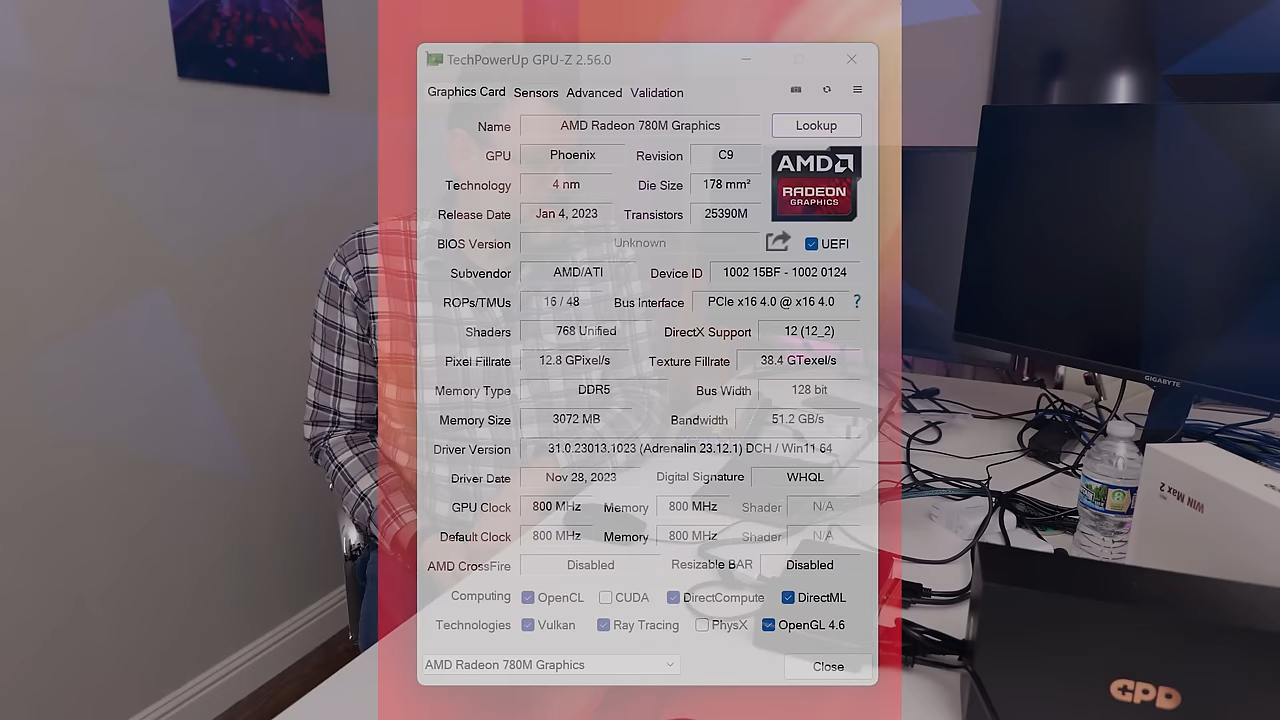 TechPowerUp GPU-Z 2.56.0
Graphics Card Sensors Advanced Validation
Name AMD Radeon 780M Graphics Lookup
GPU Phoenix Revision C9
AMD
RADEON
GRAPHICS
Technology 4 nm Die Size 178 mm²
Release Date Jan 4, 2023 Transistors 25390M
BIOS Version Unknown UEFI
Subvendor AMD/ATI Device ID 1002 15BF - 1002 0124
ROPs/TMUs 16 / 48 Bus Interface PCIe x16 4.0 @ x16 4.0 ?
Shaders 768 Unified DirectX Support 12 (12_2)
Pixel Fillrate 12.8 GPixel/s Texture Fillrate 38.4 GTexel/s
Memory Type DDR5 Bus Width 128 bit
Memory Size 3072 MB Bandwidth 51.2 GB/s
Driver Version 31.0.23013.1023 (Adrenalin 23.12.1) DCH / Win11 64
Driver Date Nov 28, 2023 Digital Signature WHQL
GPU Clock 800 MHz Memory 800 MHz Shader N/A
Default Clock 800 MHz Memory 800 MHz Shader N/A
AMD CrossFire Disabled Resizable BAR Disabled
Computing OpenCL CUDA DirectCompute DirectML
Technologies Vulkan Ray Tracing PhysX OpenGL 4.6
AMD Radeon 780M Graphics Close
GIGABYTE
WIN Max 2
GPD